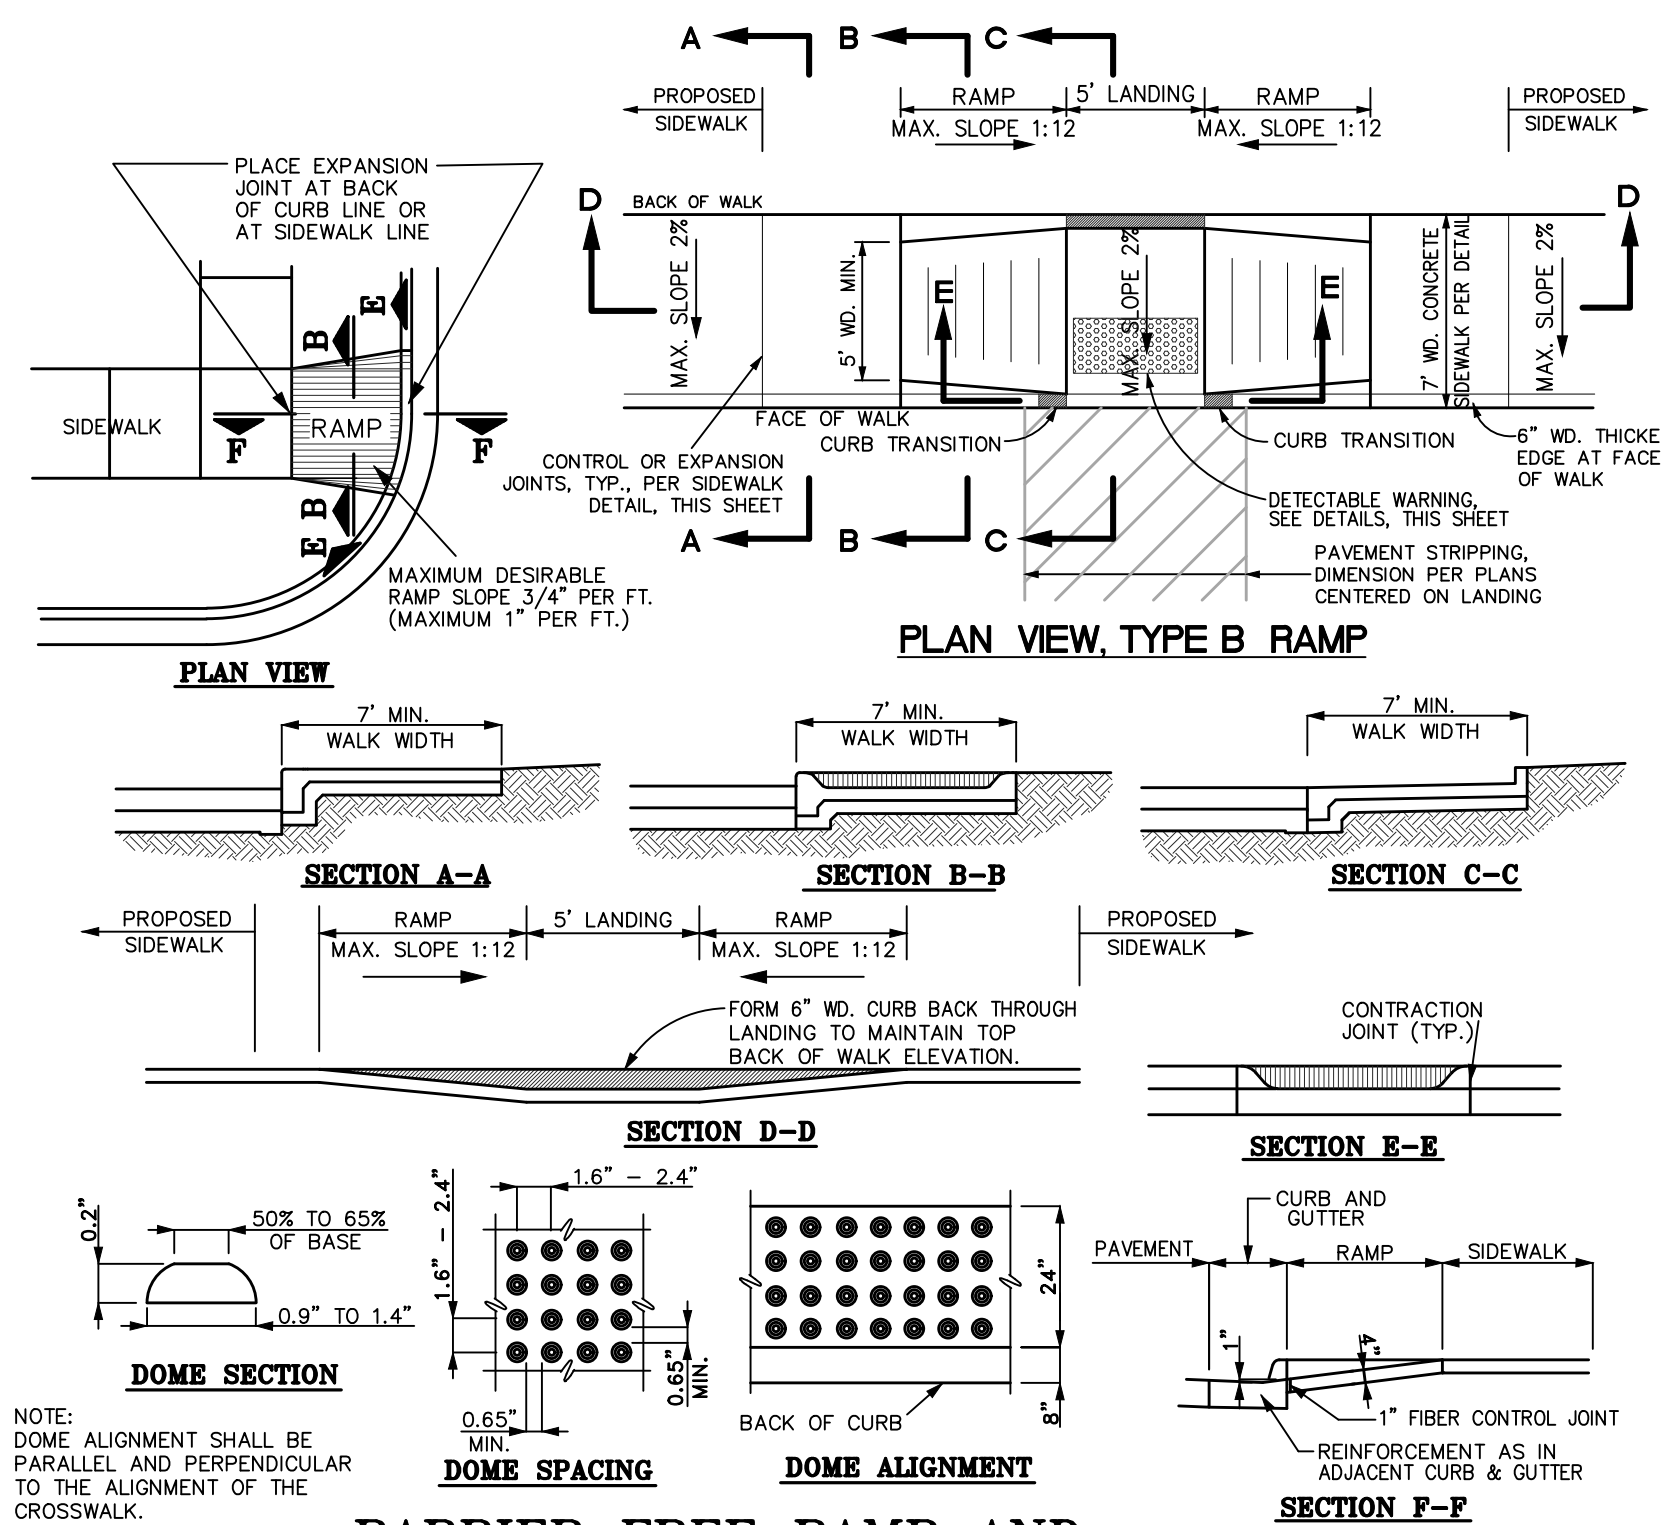 A
B
C
PROPOSED
SIDEWALK
RAMP
MAX. SLOPE 1:12
5' LANDING
RAMP
MAX. SLOPE 1:12
PROPOSED
SIDEWALK
PLACE EXPANSION
JOINT AT BACK
OF CURB LINE OR
AT SIDEWALK LINE
E
B
SIDEWALK
RAMP
F
F
B
E
MAXIMUM DESIRABLE
RAMP SLOPE 3/4" PER FT.
(MAXIMUM 1" PER FT.)
PLAN VIEW
D
BACK OF WALK
D
MAX. SLOPE 2%
5' WD. MIN.
E
MAX. SLOPE 2%
E
7' WD. CONCRETE
SIDEWALK PER DETAIL
MAX. SLOPE 2%
FACE OF WALK
CURB TRANSITION
CURB TRANSITION
6" WD. THICKE
EDGE AT FACE
OF WALK
CONTROL OR EXPANSION
JOINTS, TYP., PER SIDEWALK
DETAIL, THIS SHEET
DETECTABLE WARNING,
SEE DETAILS, THIS SHEET
A
B
C
PAVEMENT STRIPPING,
DIMENSION PER PLANS
CENTERED ON LANDING
PLAN VIEW, TYPE B RAMP
7' MIN.
WALK WIDTH
SECTION A-A
7' MIN.
WALK WIDTH
SECTION B-B
7' MIN.
WALK WIDTH
SECTION C-C
PROPOSED
SIDEWALK
RAMP
MAX. SLOPE 1:12
5' LANDING
RAMP
MAX. SLOPE 1:12
PROPOSED
SIDEWALK
FORM 6" WD. CURB BACK THROUGH
LANDING TO MAINTAIN TOP
BACK OF WALK ELEVATION.
SECTION D-D
CONTRACTION
JOINT (TYP.)
SECTION E-E
0.2"
50% TO 65%
OF BASE
0.9" TO 1.4"
DOME SECTION
1.6" - 2.4"
1.6" - 2.4"
0.65"
MIN.
0.65"
MIN.
DOME SPACING
24"
8"
BACK OF CURB
DOME ALIGNMENT
CURB AND
GUTTER
PAVEMENT
RAMP
SIDEWALK
1"
4"
1" FIBER CONTROL JOINT
REINFORCEMENT AS IN
ADJACENT CURB & GUTTER
SECTION F-F
NOTE:
DOME ALIGNMENT SHALL BE
PARALLEL AND PERPENDICULAR
TO THE ALIGNMENT OF THE
CROSSWALK.
BARRIER FREE RAMP AND